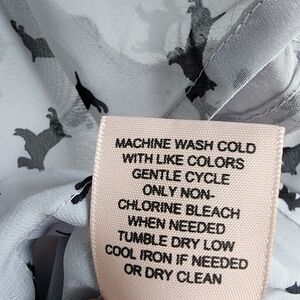 MACHINE WASH COLD
WITH LIKE COLORS
GENTLE CYCLE
ONLY NON-
CHLORINE BLEACH
WHEN NEEDED
TUMBLE DRY LOW
COOL IRON IF NEEDED
OR DRY CLEAN